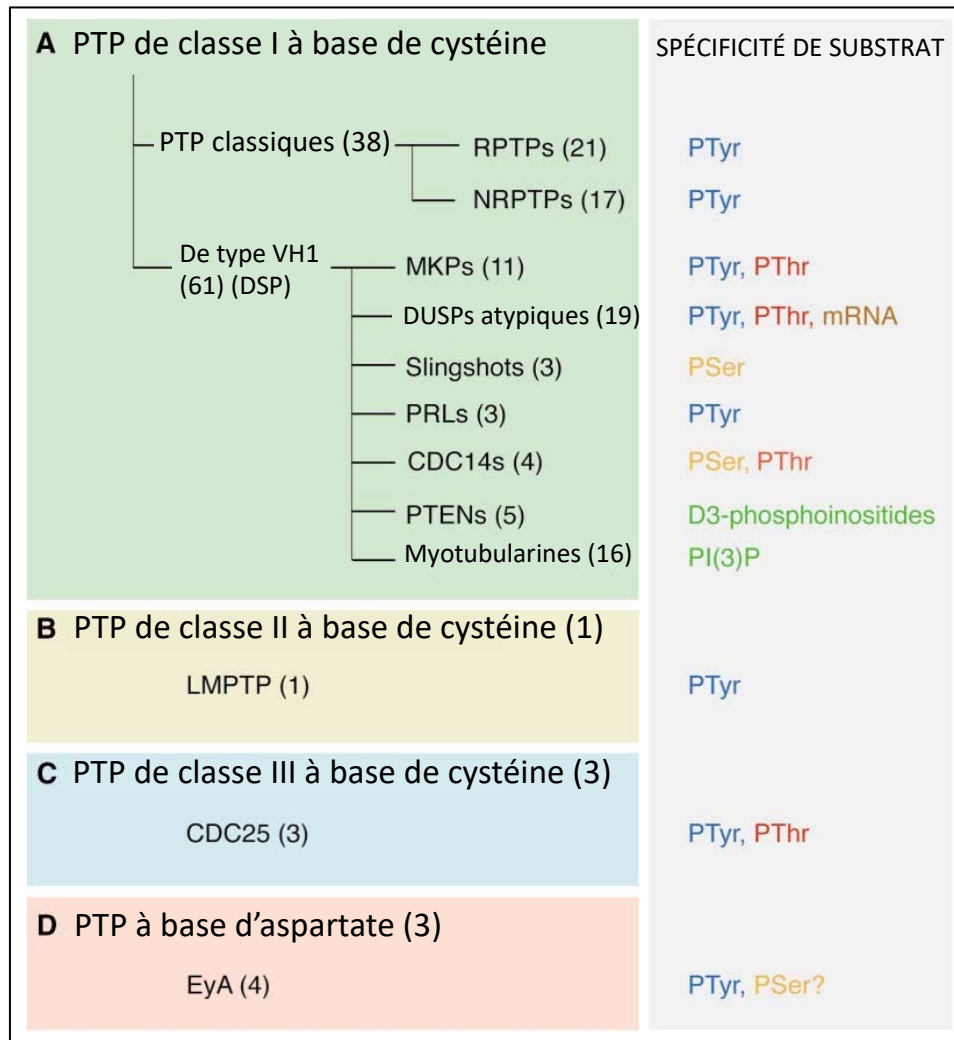 A PTP de classe I à base de cystéine
SPÉCIFICITÉ DE SUBSTRAT
PTP classiques (38)
RPTPs (21)
PTyr
NRPTPs (17)
PTyr
De type VH1
(61) (DSP)
MKPs (11)
PTyr, PThr
DUSPs atypiques (19)
PTyr, PThr, mRNA
Slingshots (3)
PSer
PRLs (3)
PTyr
CDC14s (4)
PSer, PThr
PTENs (5)
D3-phosphoinositides
Myotubularines (16)
PI(3)P
B PTP de classe II à base de cystéine (1)
LMPTP (1)
PTyr
C PTP de classe III à base de cystéine (3)
CDC25 (3)
PTyr, PThr
D PTP à base d’aspartate (3)
EyA (4)
PTyr, PSer?